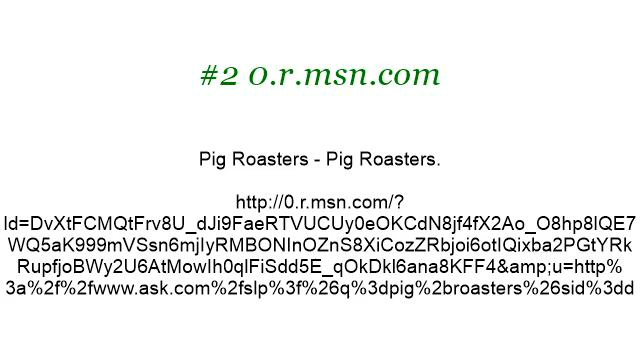 #2 0.r.msn.com
Pig Roasters - Pig Roasters.
http://0.r.msn.com/?
ld=DvXtFCMQtFrv8U_dJi9FaeRTVUCUy0eOKCdN8jf4fX2Ao_O8hp8lQE7
WQ5aK999mVSsn6mjIyRMBONInOZnS8XiCozZRbjoi6otIQixba2PGtYRk
RupfjoBWy2U6AtMowIh0qlFiSdd5E_qOkDkl6ana8KFF4&amp;u=http%
3a%2f%2fwww.ask.com%2fslp%3f%26q%3dpig%2broasters%26sid%3dd